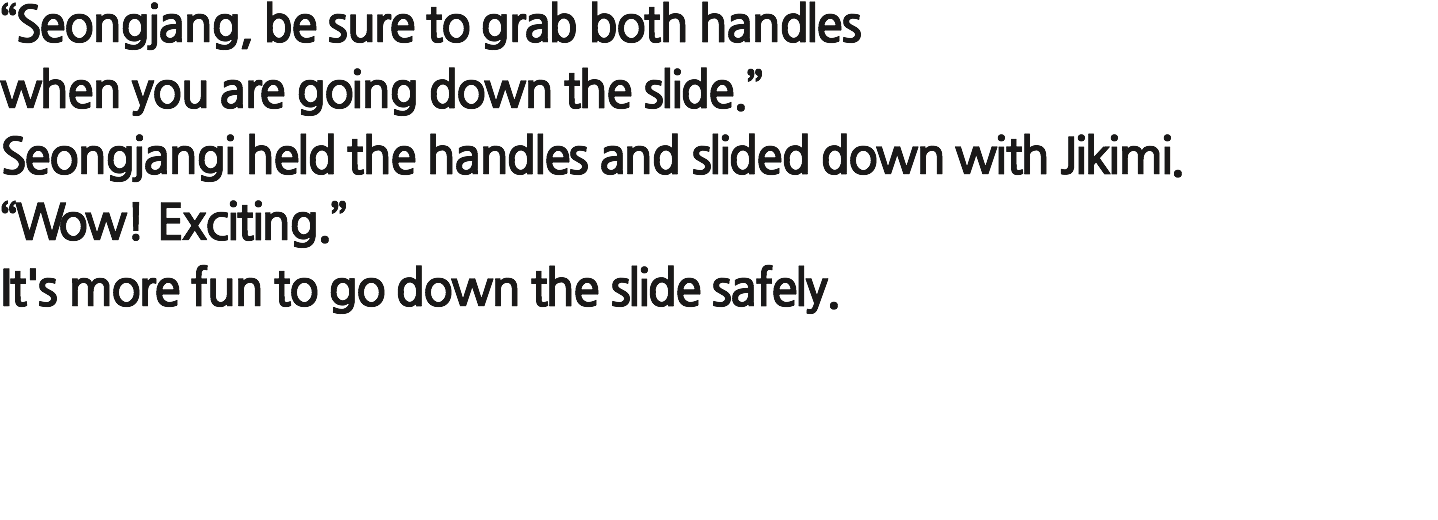 “Seongjang, be sure to grab both handles
when you are going down the slide.”
Seongjangi held the handles and slided down with Jikimi.
“Wow! Exciting.”
It's more fun to go down the slide safely.